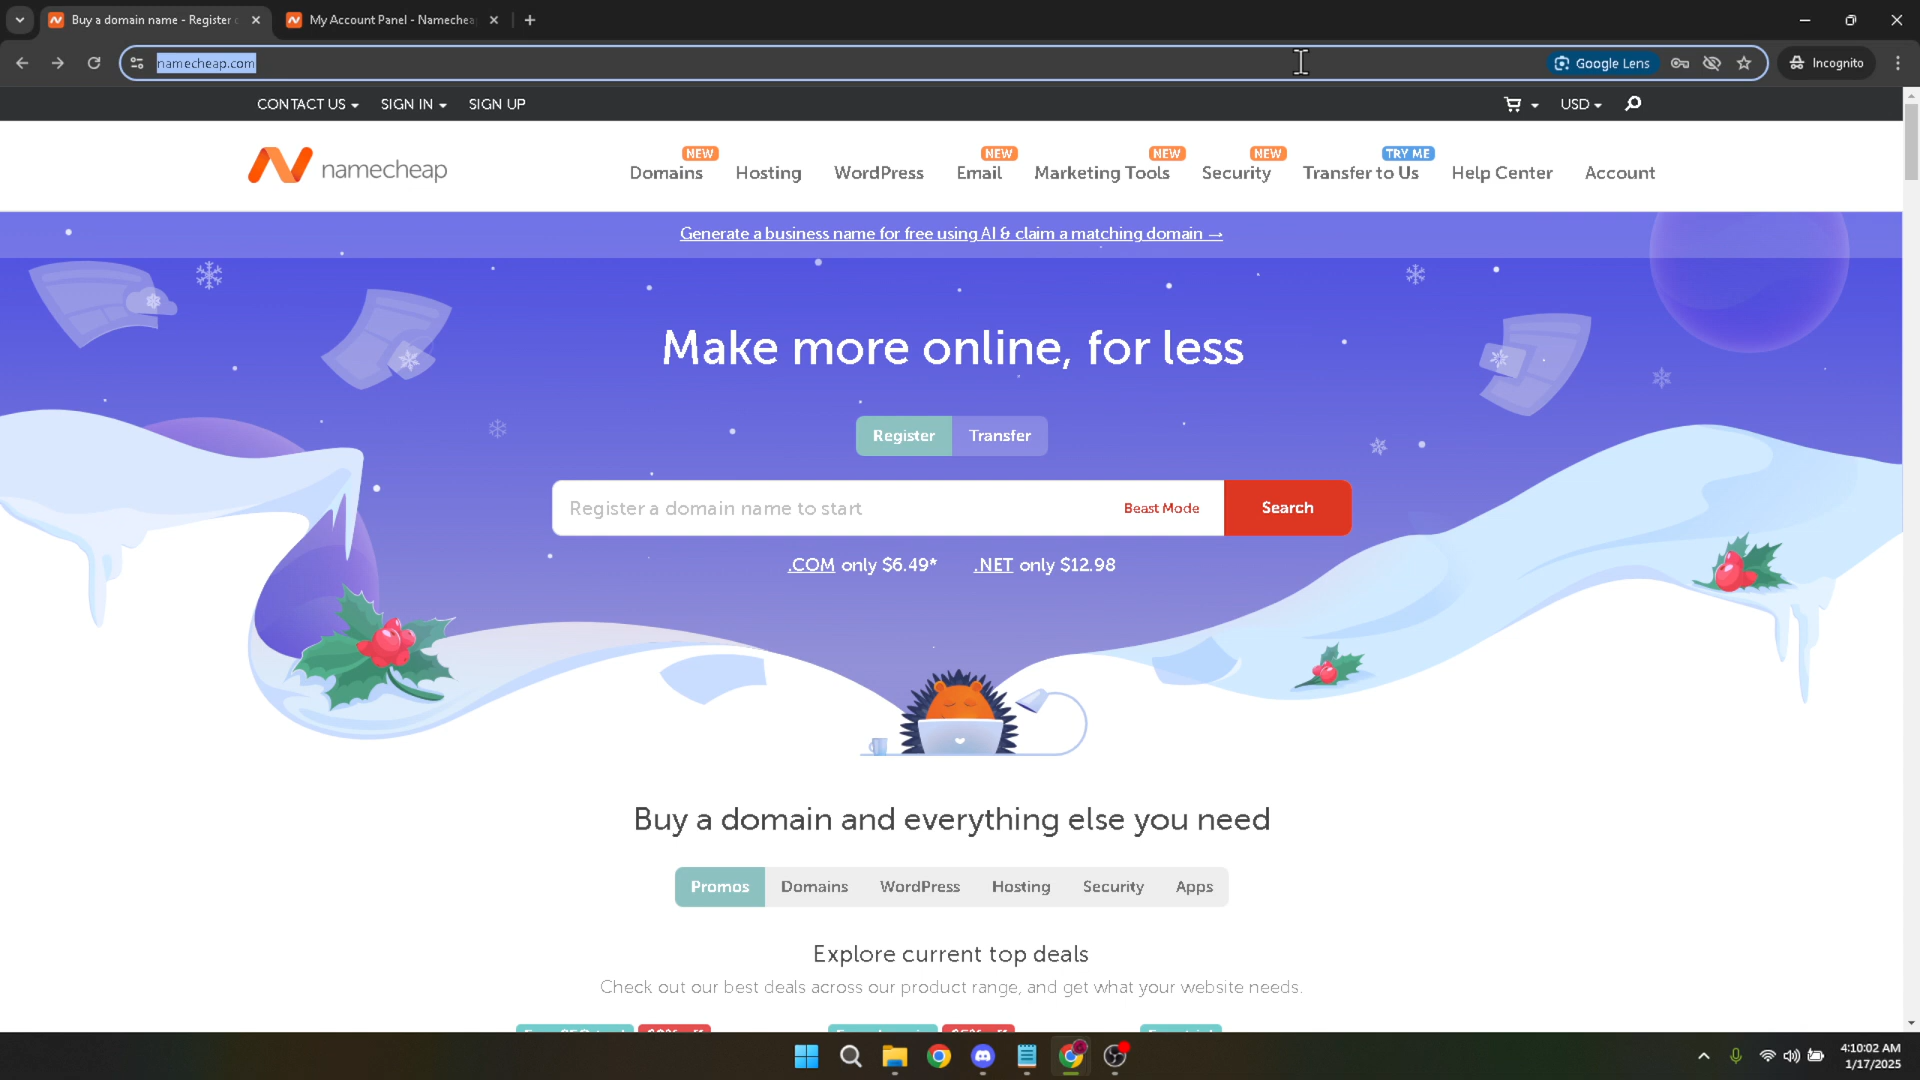 Buy a domain name - Register
My Account Panel - Namechea
namecheap.com
Google Lens
Incognito
CONTACT US
SIGN IN
SIGN UP
USD
namecheap
Domains
NEW
Hosting
WordPress
Email
NEW
Marketing Tools
NEW
Security
NEW
Transfer to Us
TRY ME
Help Center
Account
Generate a business name for free using AI & claim a matching domain →
Make more online, for less
Register
Transfer
Register a domain name to start
Beast Mode
Search
.COM only $6.49*
.NET only $12.98
Buy a domain and everything else you need
Promos
Domains
WordPress
Hosting
Security
Apps
Explore current top deals
Check out our best deals across our product range, and get what your website needs.
4:10:02 AM
1/17/2025